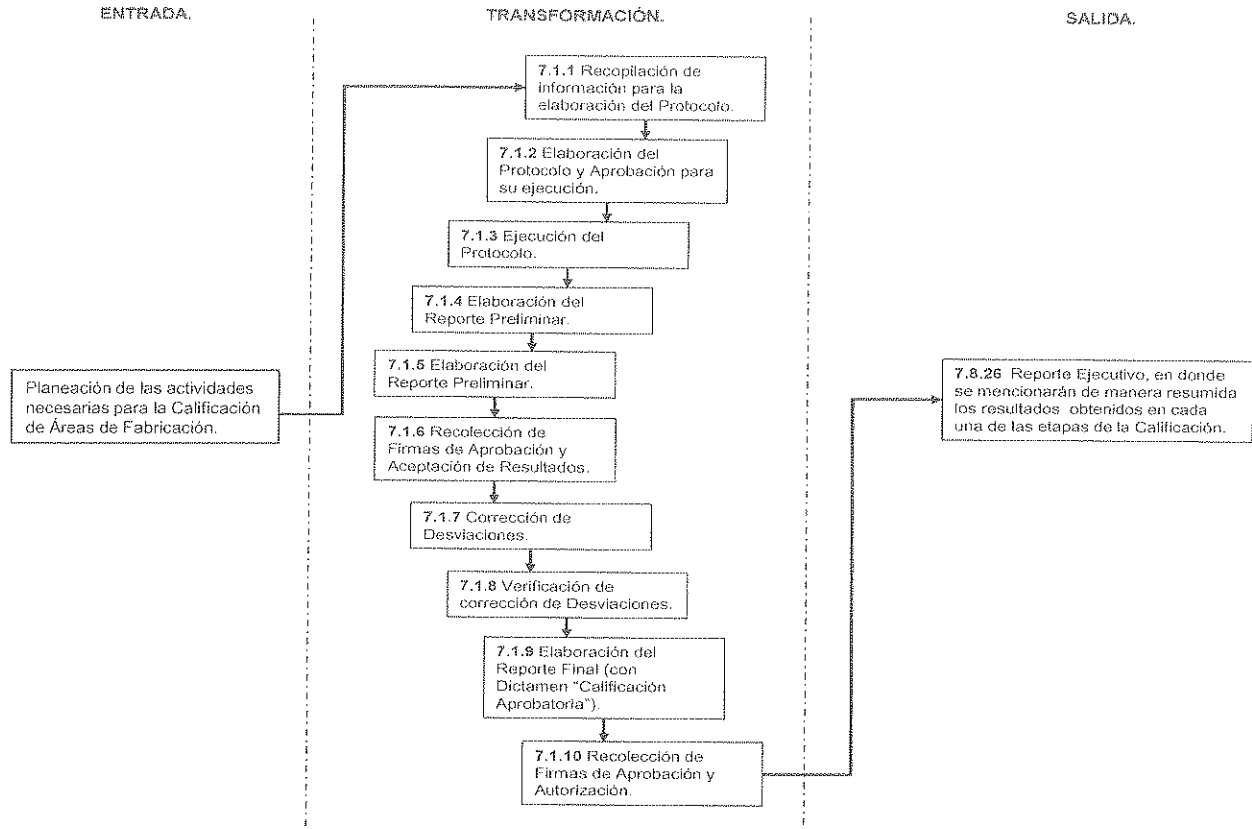 ENTRADA.
TRANSFORMACIÓN.
SALIDA.
7.1.1 Recopilación de
información para la
elaboración del Protocolo.
7.1.2 Elaboración del
Protocolo y Aprobación para
su ejecución.
7.1.3 Ejecución del
Protocolo.
7.1.4 Elaboración del
Reporte Preliminar.
7.1.5 Elaboración del
Reporte Preliminar.
7.1.6 Recolección de
Firmas de Aprobación y
Aceptación de Resultados.
7.1.7 Corrección de
Desviaciones.
7.1.8 Verificación de
corrección de Desviaciones.
7.1.9 Elaboración del
Reporte Final (con
Dictamen "Calificación
Aprobatoria").
7.1.10 Recolección de
Firmas de Aprobación y
Autorización.
Planeación de las actividades
necesarias para la Calificación
de Áreas de Fabricación.
7.8.26 Reporte Ejecutivo, en donde
se mencionarán de manera resumida
los resultados obtenidos en cada
una de las etapas de la Calificación.